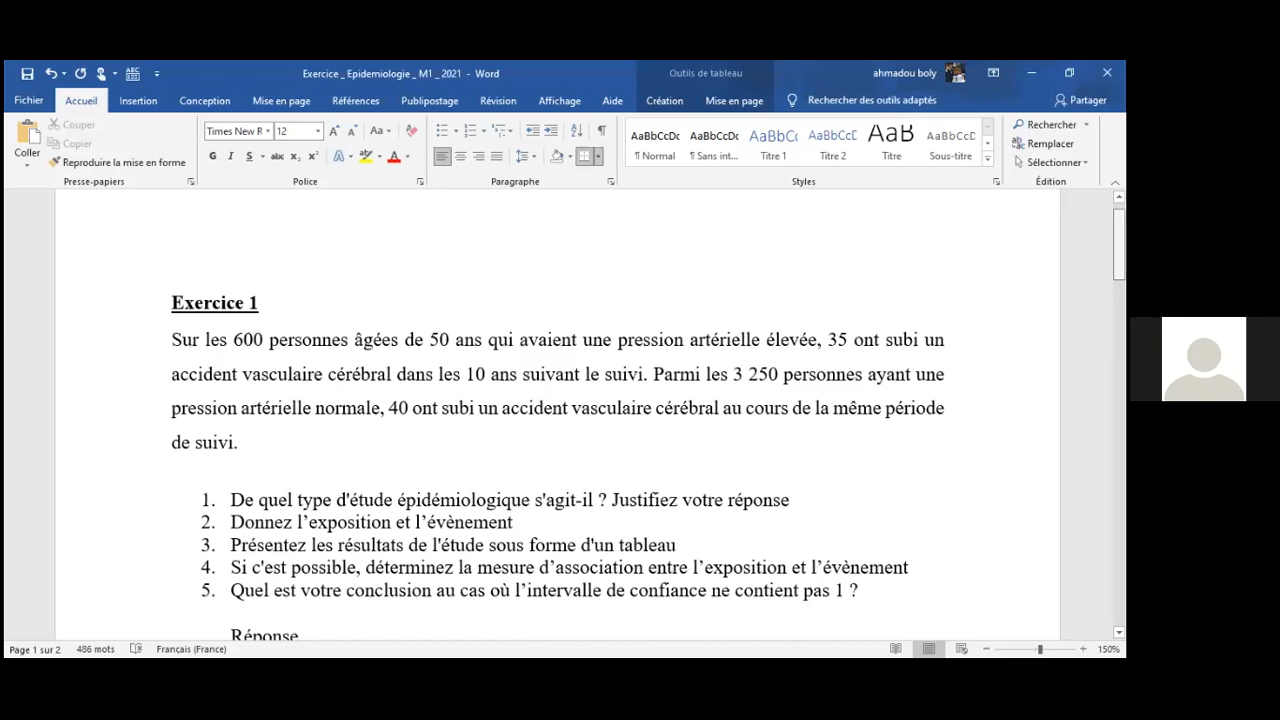 Exercice _ Epidemiologie _ M1 _ 2021 - Word
Outils de tableau
ahmadou boly
Fichier Accueil Insertion Conception Mise en page Références Publipostage Révision Affichage Aide Création Mise en page Rechercher des outils adaptés Partager
Coller
Couper
Copier
Reproduire la mise en forme
Presse-papiers
Times New R 12
G I S abc x₂ x²
Police
Paragraphe
AaBbCcDc AaBbCcDc AaBbCc AaBbCcD AaB AaBbCcD
¶ Normal ¶ Sans int... Titre 1 Titre 2 Titre Sous-titre
Styles
Rechercher
Remplacer
Sélectionner
Édition
Exercice 1
Sur les 600 personnes âgées de 50 ans qui avaient une pression artérielle élevée, 35 ont subi un
accident vasculaire cérébral dans les 10 ans suivant le suivi. Parmi les 3 250 personnes ayant une
pression artérielle normale, 40 ont subi un accident vasculaire cérébral au cours de la même période
de suivi.
1. De quel type d'étude épidémiologique s'agit-il ? Justifiez votre réponse
2. Donnez l’exposition et l’évènement
3. Présentez les résultats de l'étude sous forme d'un tableau
4. Si c'est possible, déterminez la mesure d’association entre l’exposition et l’évènement
5. Quel est votre conclusion au cas où l’intervalle de confiance ne contient pas 1 ?
Réponse
Page 1 sur 2 486 mots Français (France) 150%